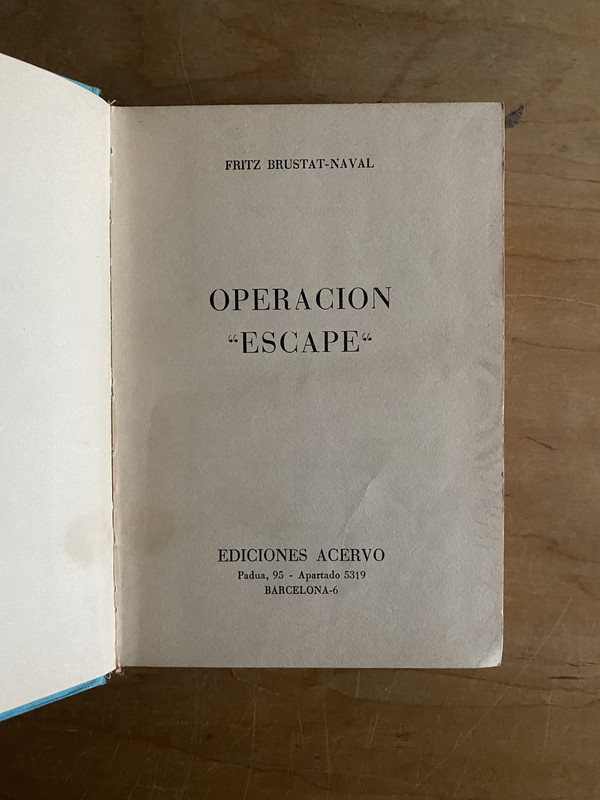 FRITZ BRUSTAT-NAVAL
OPERACION
“ESCAPE“
EDICIONES ACERVO
Padua, 95 - Apartado 5319
BARCELONA-6